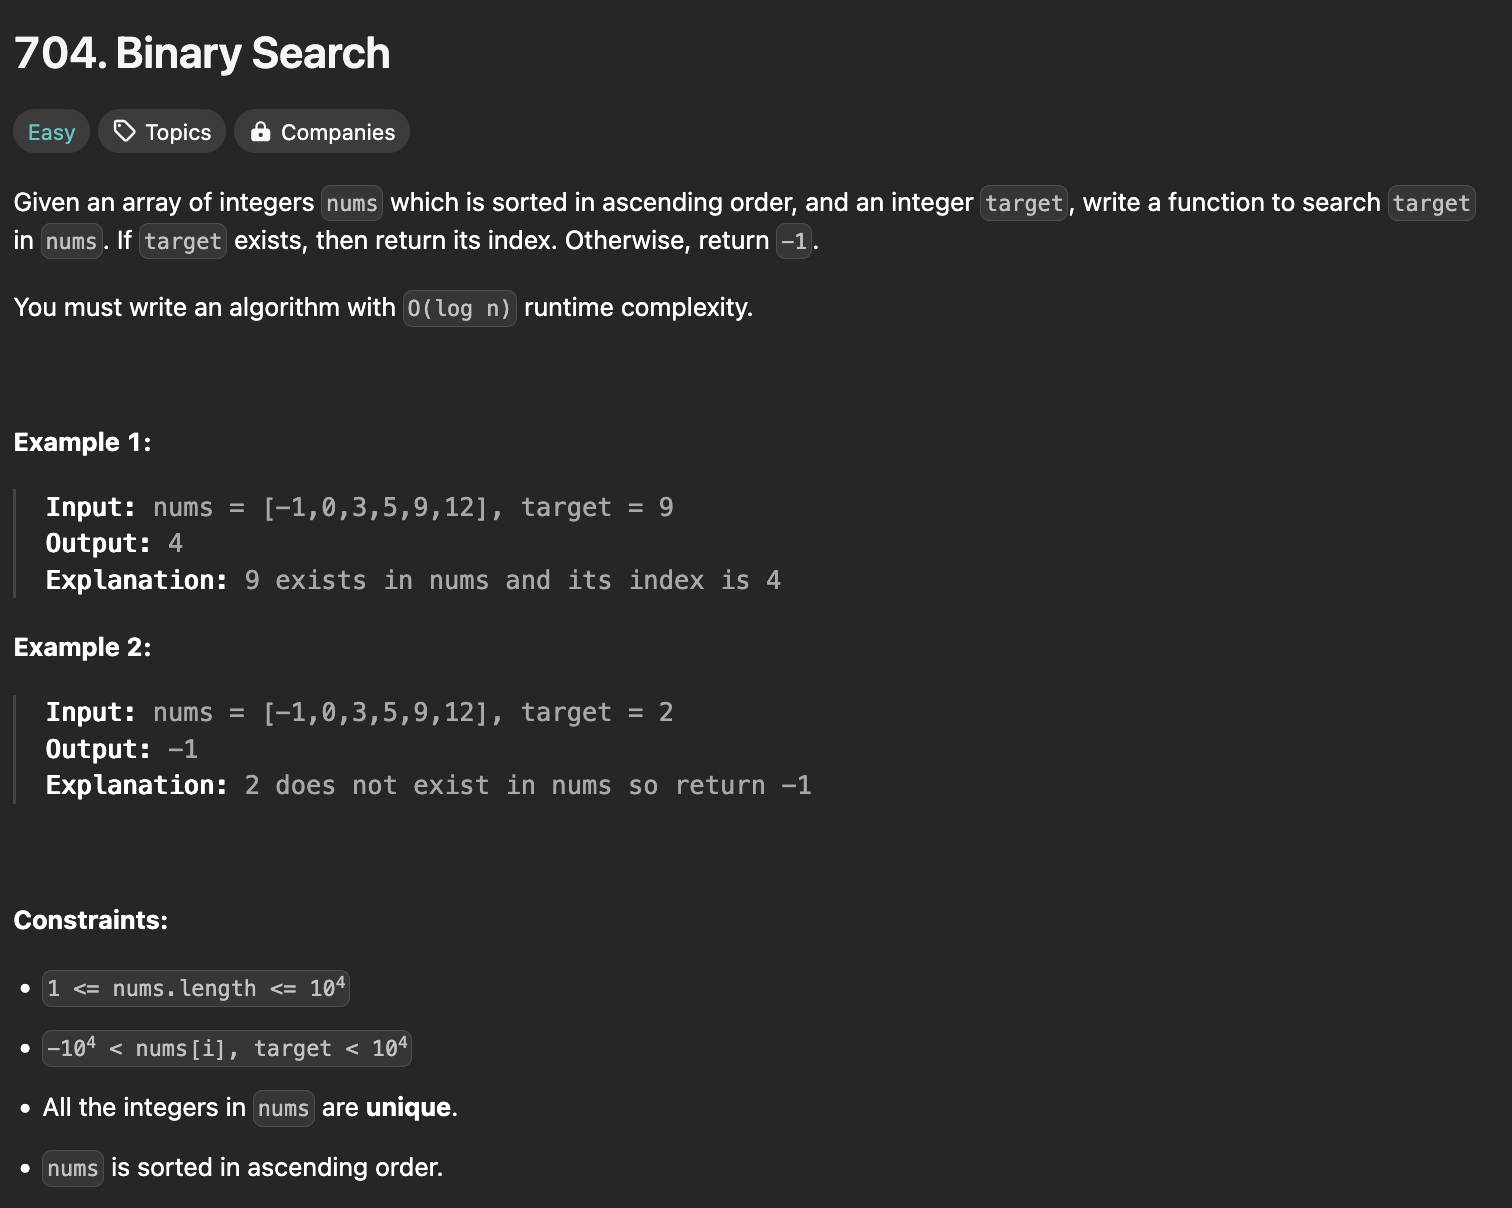 704. Binary Search
Easy
Topics
Companies
Given an array of integers nums which is sorted in ascending order, and an integer target, write a function to search target
in nums. If target exists, then return its index. Otherwise, return -1.
You must write an algorithm with O(log n) runtime complexity.
Example 1:
Input: nums = [-1,0,3,5,9,12], target = 9
Output: 4
Explanation: 9 exists in nums and its index is 4
Example 2:
Input: nums = [-1,0,3,5,9,12], target = 2
Output: -1
Explanation: 2 does not exist in nums so return -1
Constraints:
• 1 <= nums.length <= 10⁴
• -10⁴ < nums[i], target < 10⁴
• All the integers in nums are unique.
• nums is sorted in ascending order.